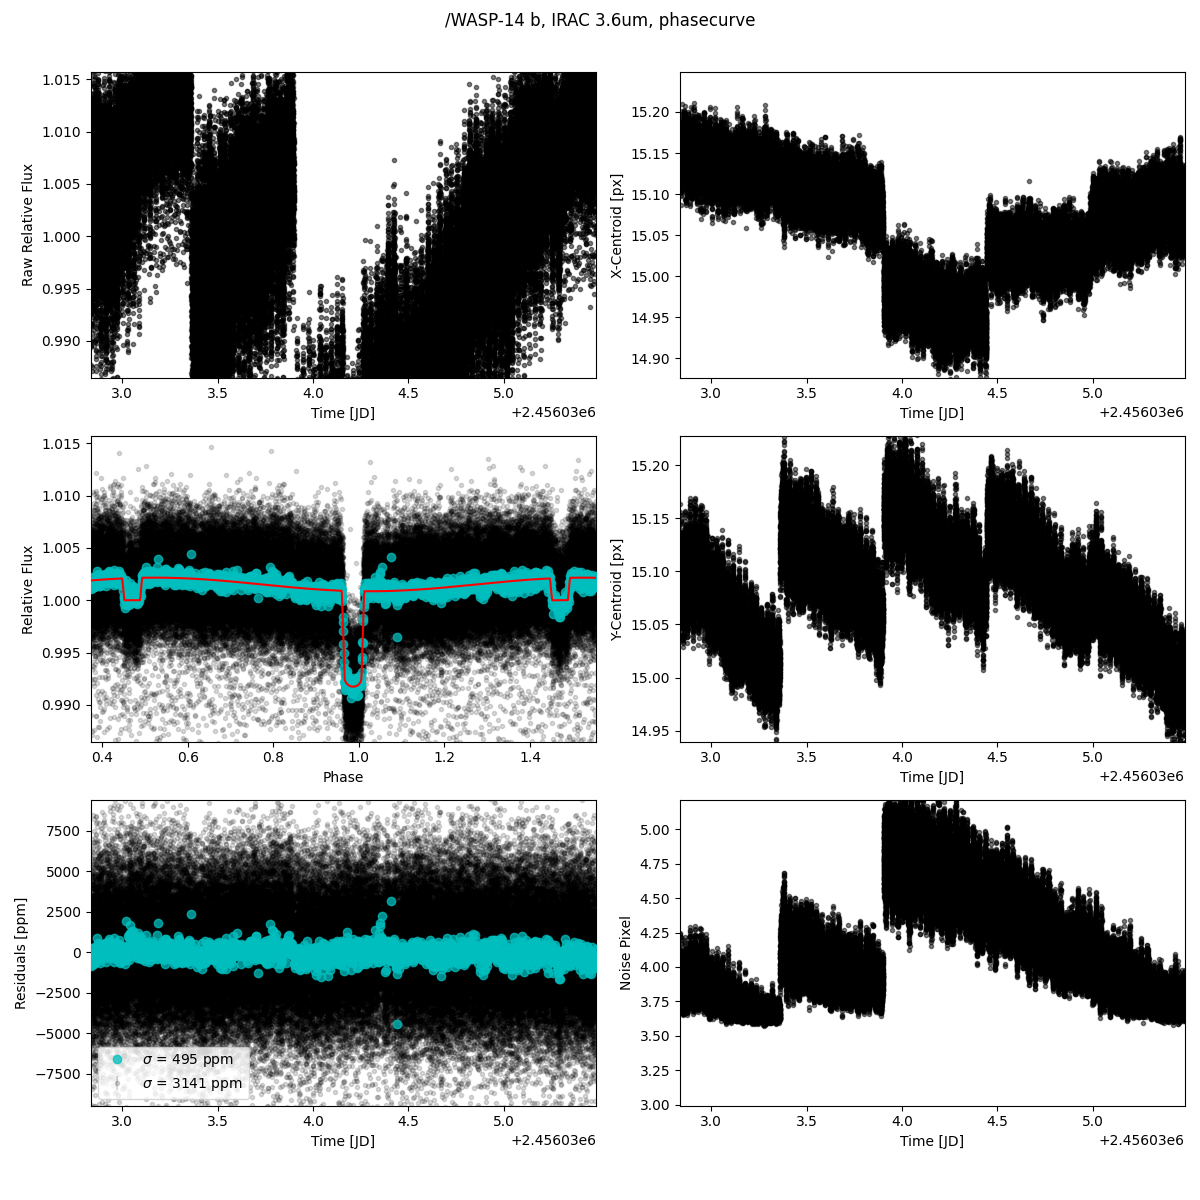 /WASP-14 b, IRAC 3.6um, phasecurve
1.015
1.010
1.005
1.000
0.995
0.990
Raw Relative Flux
3.0 3.5 4.0 4.5 5.0
Time [JD]
+2.45603e6
15.20
15.15
15.10
15.05
15.00
14.95
14.90
X-Centroid [px]
3.0 3.5 4.0 4.5 5.0
Time [JD]
+2.45603e6
1.015
1.010
1.005
1.000
0.995
0.990
Relative Flux
0.4 0.6 0.8 1.0 1.2 1.4
Phase
15.20
15.15
15.10
15.05
15.00
14.95
Y-Centroid [px]
3.0 3.5 4.0 4.5 5.0
Time [JD]
+2.45603e6
7500
5000
2500
0
−2500
−5000
−7500
Residuals [ppm]
σ = 495 ppm
σ = 3141 ppm
3.0 3.5 4.0 4.5 5.0
Time [JD]
+2.45603e6
5.00
4.75
4.50
4.25
4.00
3.75
3.50
3.25
3.00
Noise Pixel
3.0 3.5 4.0 4.5 5.0
Time [JD]
+2.45603e6